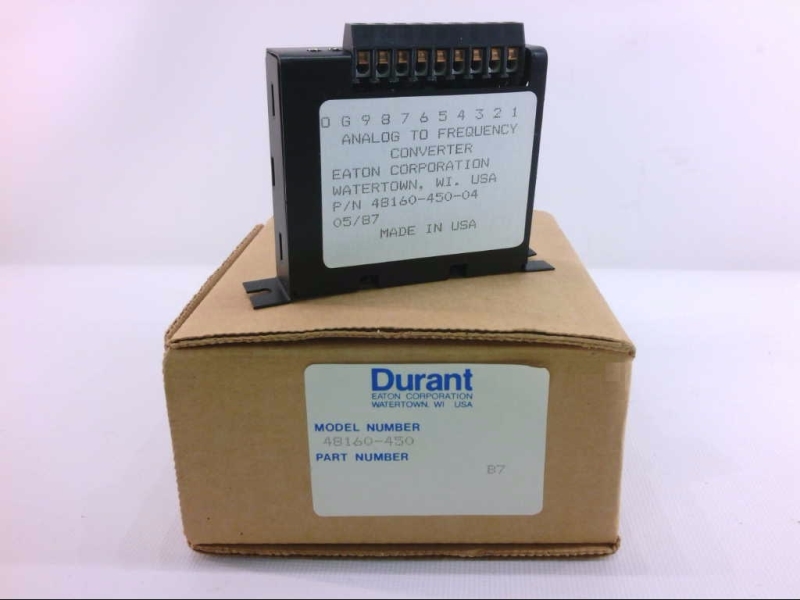 0 G 9 8 7 6 5 4 3 2 1
ANALOG TO FREQUENCY
CONVERTER
EATON CORPORATION
WATERTOWN, WI. USA
P/N 48160-450-04
05/87
MADE IN USA
Durant
EATON CORPORATION
WATERTOWN, WI USA
MODEL NUMBER
48160-450
PART NUMBER
87